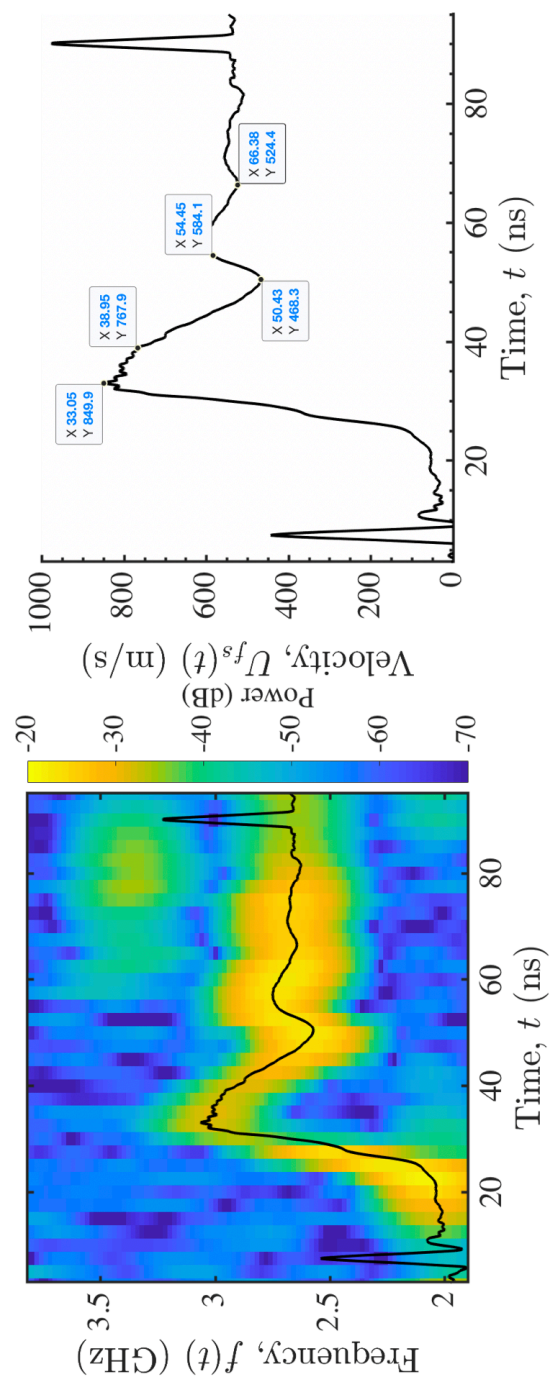 3.5
3
2.5
2
Frequency, f(t) (GHz)
20
40
60
80
Time, t (ns)
-20
-30
-40
-50
-60
-70
Power (dB)
1000
800
600
400
200
0
Velocity, U_fs(t) (m/s)
20
40
60
80
Time, t (ns)
X 33.05
Y 849.9
X 38.95
Y 767.9
X 50.43
Y 468.3
X 54.45
Y 584.1
X 66.38
Y 524.4